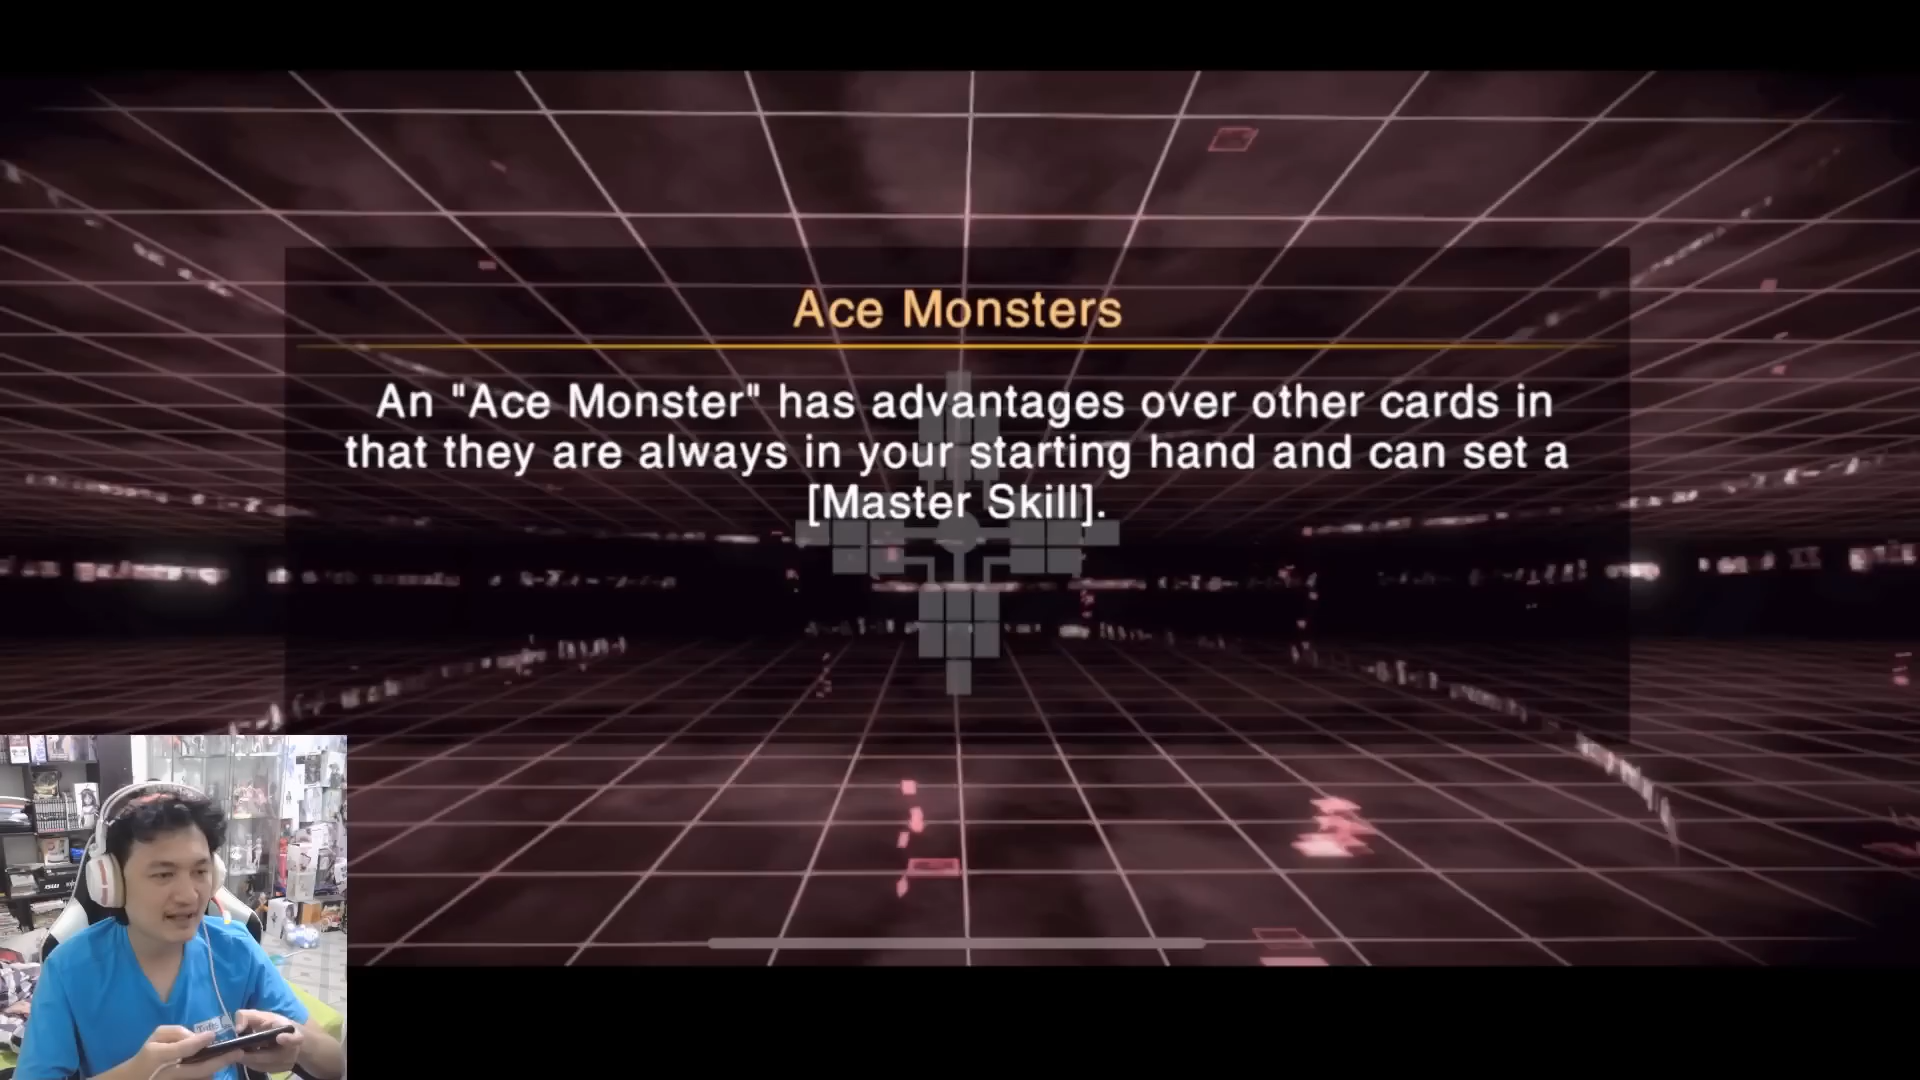 Ace Monsters
An "Ace Monster" has advantages over other cards in
that they are always in your starting hand and can set a
[Master Skill].